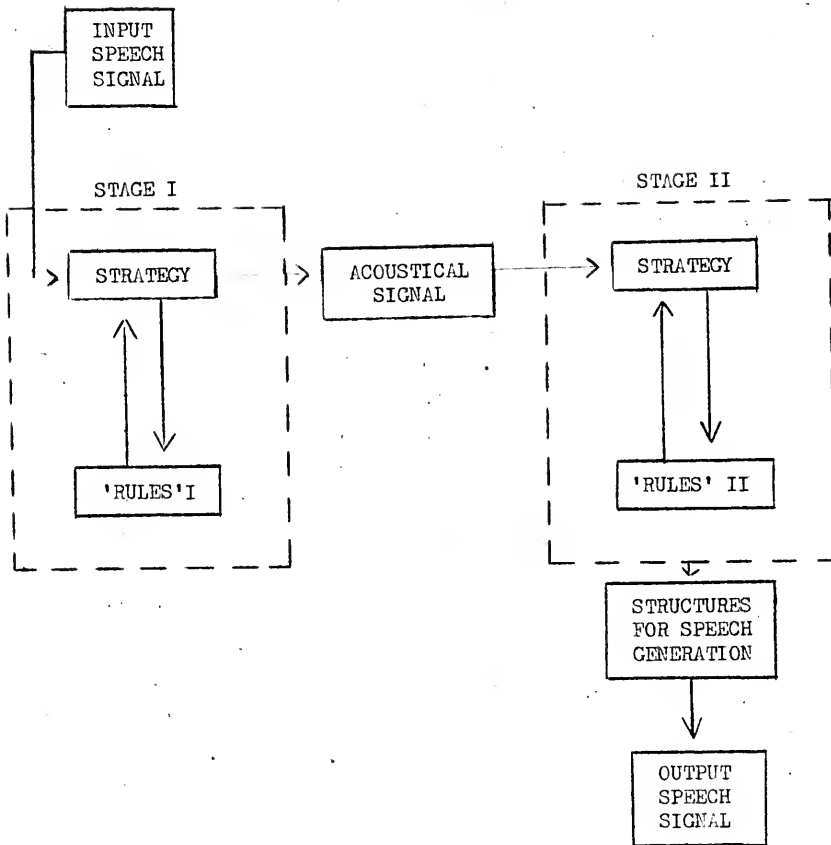 INPUT
SPEECH
SIGNAL
STAGE I
STRATEGY
'RULES'I
ACOUSTICAL
SIGNAL
STAGE II
STRATEGY
'RULES' II
STRUCTURES
FOR SPEECH
GENERATION
OUTPUT
SPEECH
SIGNAL